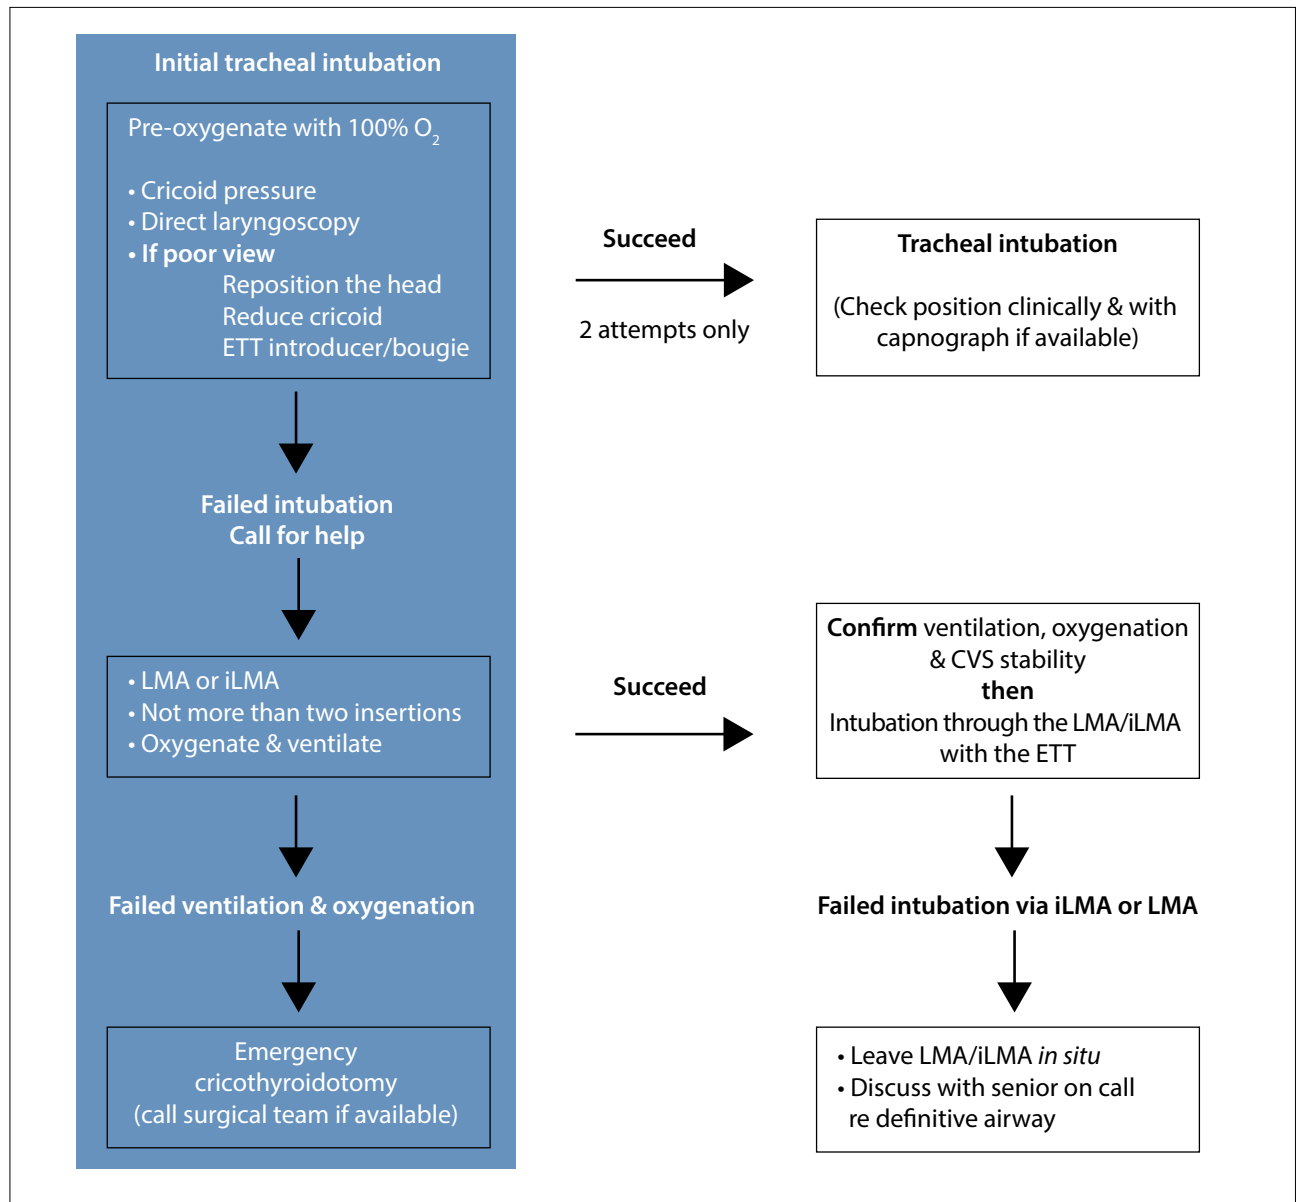 Initial tracheal intubation
Pre-oxygenate with 100% O₂
• Cricoid pressure
• Direct laryngoscopy
• If poor view
Reposition the head
Reduce cricoid
ETT introducer/bougie
Succeed
2 attempts only
Tracheal intubation
(Check position clinically & with
capnograph if available)
Failed intubation
Call for help
• LMA or iLMA
• Not more than two insertions
• Oxygenate & ventilate
Succeed
Confirm ventilation, oxygenation
& CVS stability
then
Intubation through the LMA/iLMA
with the ETT
Failed ventilation & oxygenation
Failed intubation via iLMA or LMA
Emergency
cricothyroidotomy
(call surgical team if available)
• Leave LMA/iLMA in situ
• Discuss with senior on call
re definitive airway